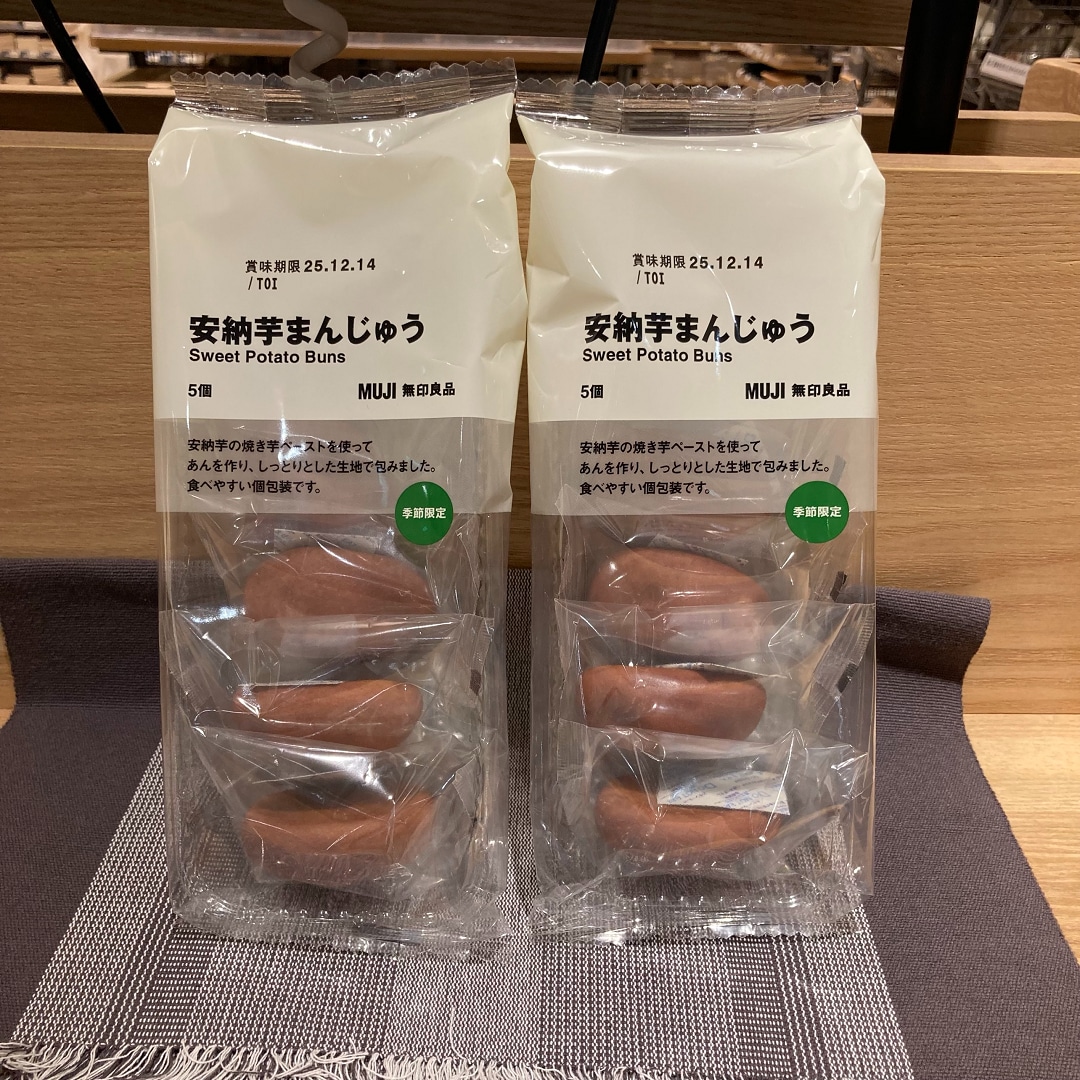 賞味期限 25.12.14
/TOI
安納芋まんじゅう
Sweet Potato Buns
5個
MUJI 無印良品
安納芋の焼き芋ペーストを使って
あんを作り、しっとりとした生地で包みました。
食べやすい個包装です。
季節限定
賞味期限 25.12.14
/TOI
安納芋まんじゅう
Sweet Potato Buns
5個
MUJI 無印良品
安納芋の焼き芋ペーストを使って
あんを作り、しっとりとした生地で包みました。
食べやすい個包装です。
季節限定